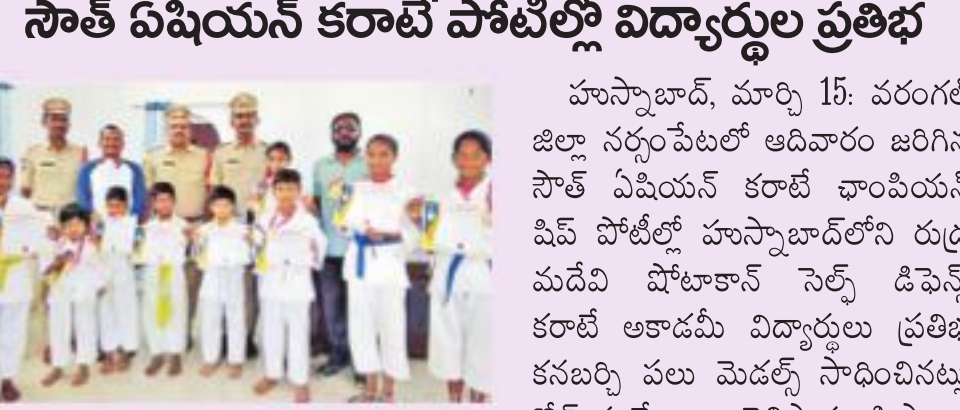 సౌత్ ఏషియన్ కరాటే పోటీల్లో విద్యార్థుల ప్రతిభ
హుస్నాబాద్, మార్చి 15: వరంగల్
జిల్లా నర్సంపేటలో ఆదివారం జరిగిన
సౌత్ ఏషియన్ కరాటే ఛాంపియన్
షిప్ పోటీల్లో హుస్నాబాద్‌లోని రుద్ర
మదేవి షోటాకాన్ సెల్ఫ్ డిఫెన్స్
కరాటే అకాడమీ విద్యార్థులు ప్రతిభ
కనబర్చి పలు మెడల్స్ సాధించినట్లు